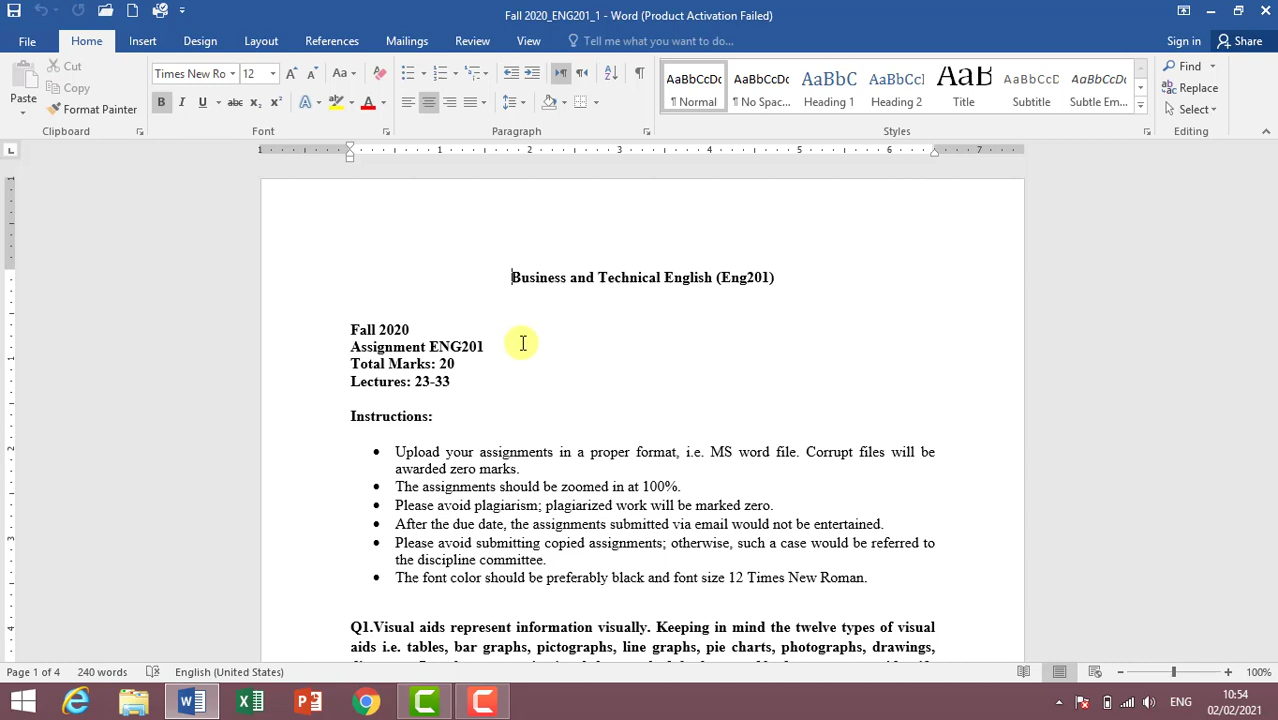 Fall 2020_ENG201_1 - Word (Product Activation Failed)
File Home Insert Design Layout References Mailings Review View Tell me what you want to do... Sign in Share
Cut
Copy
Format Painter
Paste
Clipboard
Times New Ro 12
Font
Paragraph
AaBbCcDc AaBbCcDc AaBbC AaBbCcI AaB AaBbCcD AaBbCcDc
¶ Normal ¶ No Spac... Heading 1 Heading 2 Title Subtitle Subtle Em...
Styles
Find
Replace
Select
Editing
1 1 2 3 4 5 6 7
Business and Technical English (Eng201)
Fall 2020
Assignment ENG201
Total Marks: 20
Lectures: 23-33
Instructions:
• Upload your assignments in a proper format, i.e. MS word file. Corrupt files will be
awarded zero marks.
• The assignments should be zoomed in at 100%.
• Please avoid plagiarism; plagiarized work will be marked zero.
• After the due date, the assignments submitted via email would not be entertained.
• Please avoid submitting copied assignments; otherwise, such a case would be referred to
the discipline committee.
• The font color should be preferably black and font size 12 Times New Roman.
Q1.Visual aids represent information visually. Keeping in mind the twelve types of visual
aids i.e. tables, bar graphs, pictographs, line graphs, pie charts, photographs, drawings,
Page 1 of 4 240 words English (United States) 100%
ENG
10:54
02/02/2021